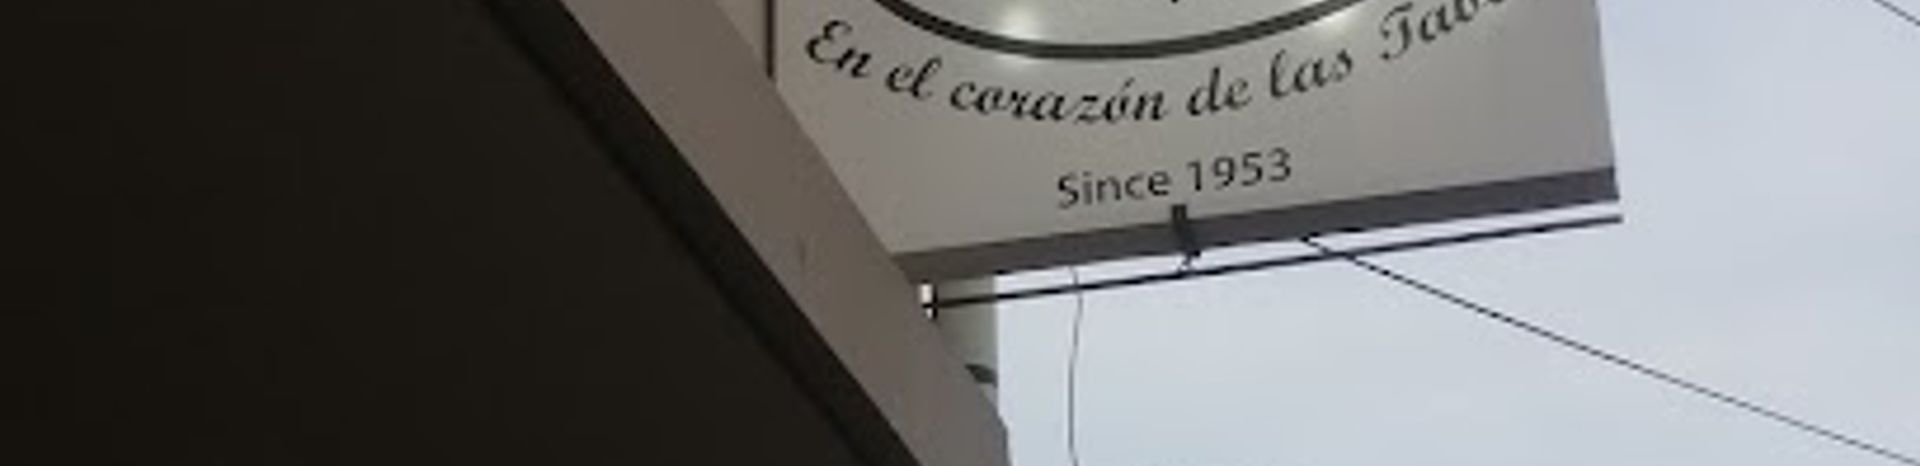 En el corazón de las
Since 1953